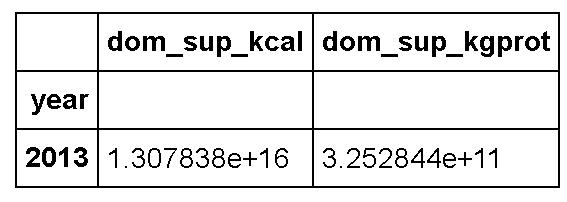 dom_sup_kcal dom_sup_kgprot
year
2013 1.307838e+16 3.252844e+11